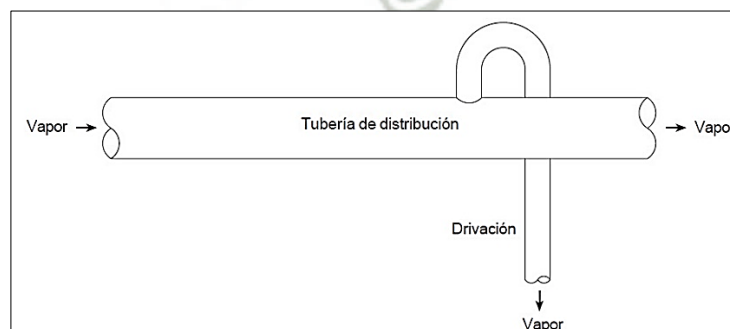 Vapor
Tubería de distribución
Vapo
Drivación
Vapor